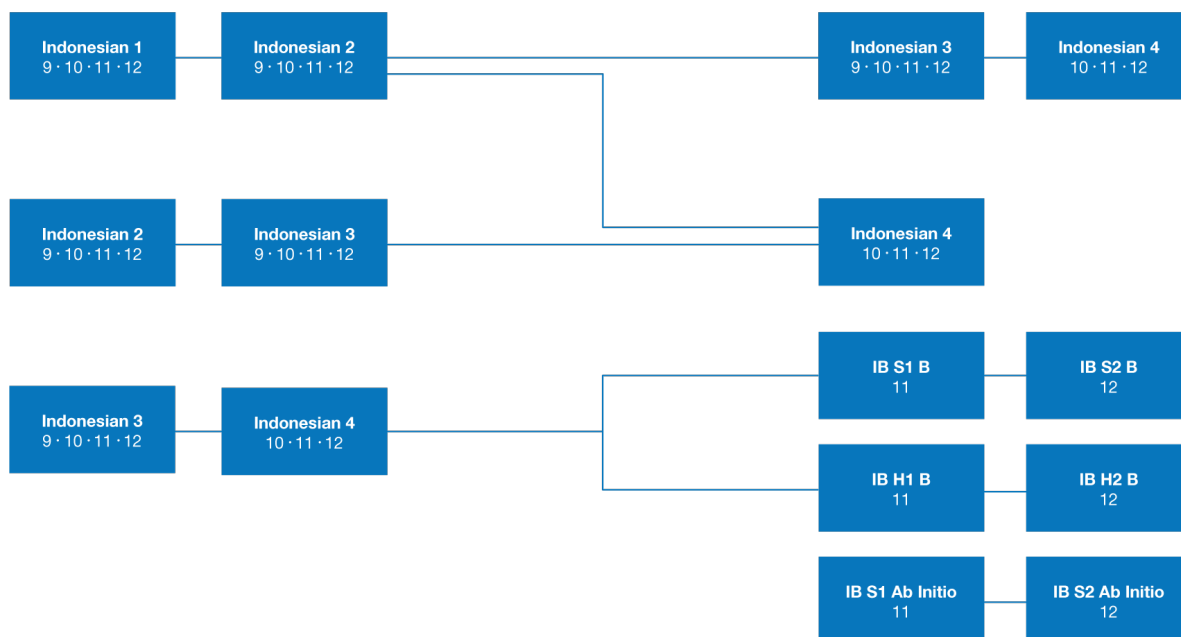 Indonesian 1
9 · 10 · 11 · 12
Indonesian 2
9 · 10 · 11 · 12
Indonesian 3
9 · 10 · 11 · 12
Indonesian 4
10 · 11 · 12
Indonesian 2
9 · 10 · 11 · 12
Indonesian 3
9 · 10 · 11 · 12
Indonesian 4
10 · 11 · 12
Indonesian 3
9 · 10 · 11 · 12
Indonesian 4
10 · 11 · 12
IB S1 B
11
IB S2 B
12
IB H1 B
11
IB H2 B
12
IB S1 Ab Initio
11
IB S2 Ab Initio
12